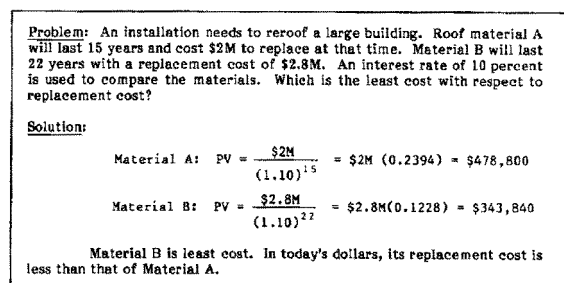 Problem: An installation needs to reroof a large building. Roof material A
will last 15 years and cost $2M to replace at that time. Material B will last
22 years with a replacement cost of $2.8M. An interest rate of 10 percent
is used to compare the materials. Which is the least cost with respect to
replacement cost?
Solution:
Material A: PV = $2M / (1.10)^15 = $2M (0.2394) = $478,800
Material B: PV = $2.8M / (1.10)^22 = $2.8M(0.1228) = $343,840
Material B is least cost. In today's dollars, its replacement cost is
less than that of Material A.